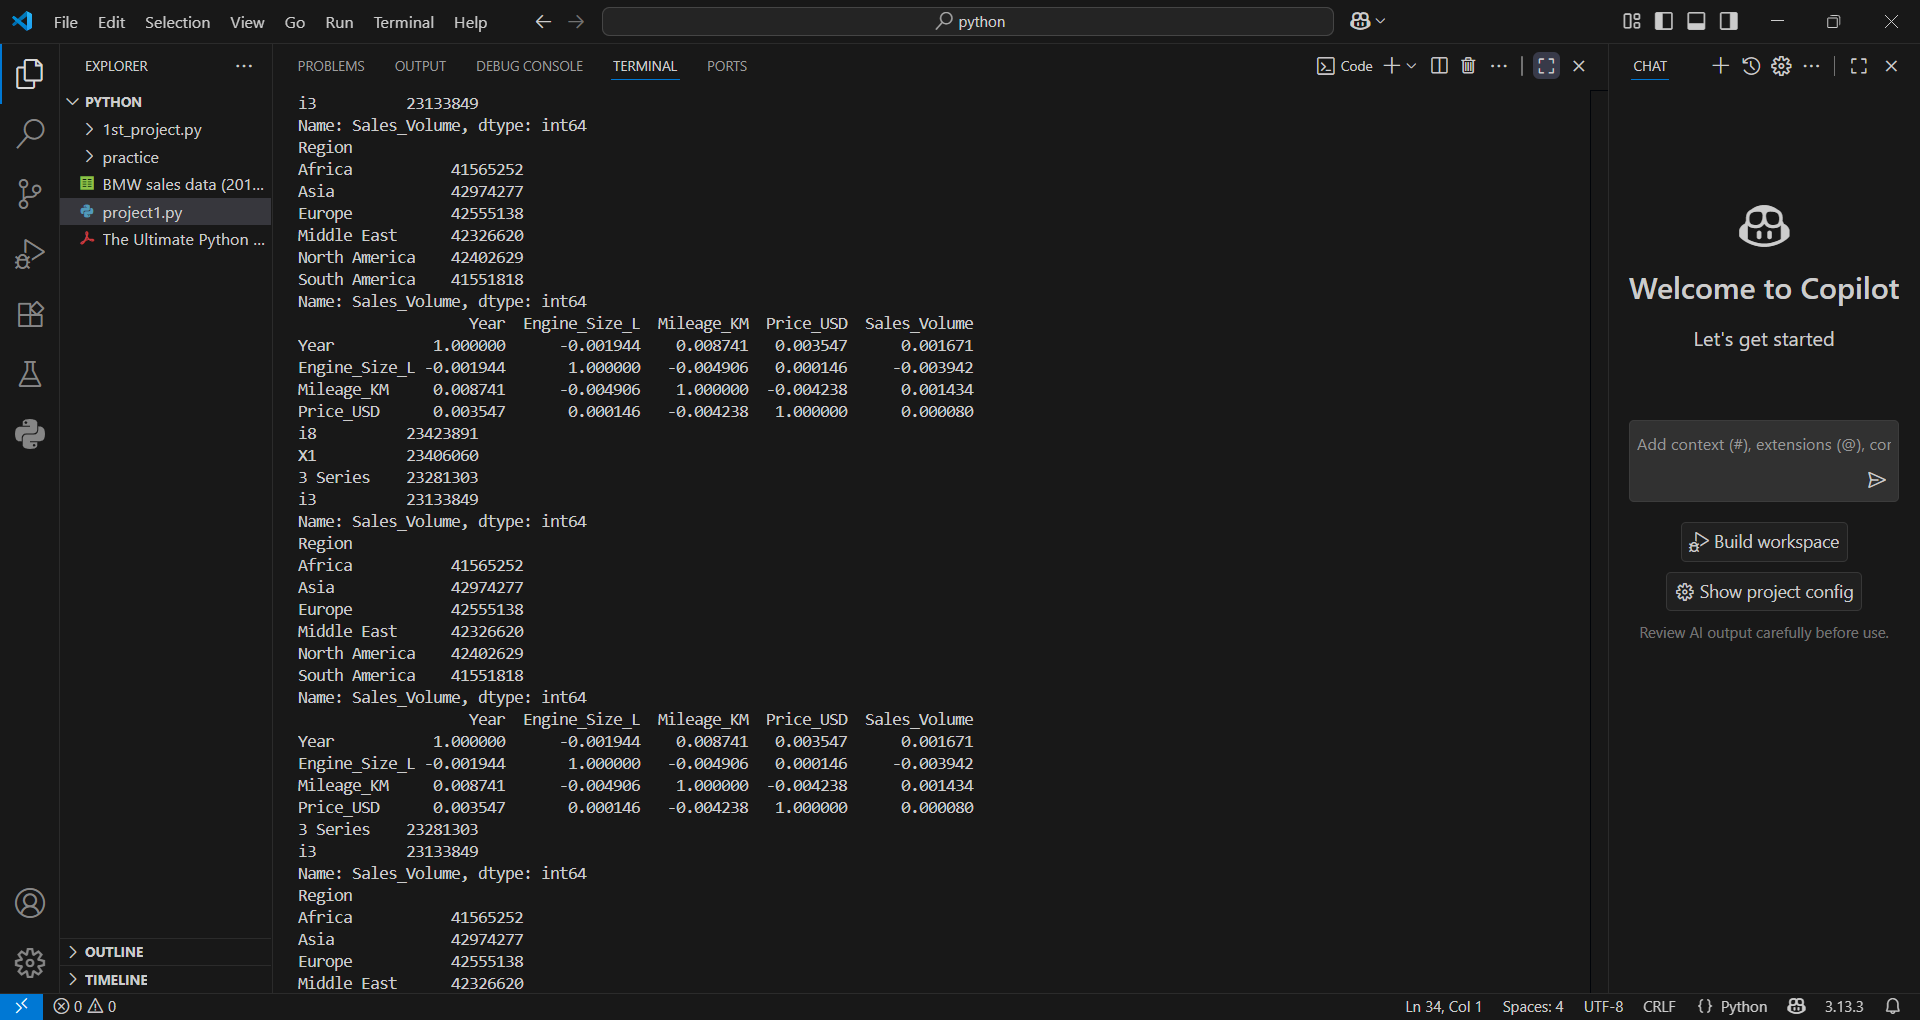 File Edit Selection View Go Run Terminal Help
python
EXPLORER
PYTHON
1st_project.py
practice
BMW sales data (201...
project1.py
The Ultimate Python ...
OUTLINE
TIMELINE
PROBLEMS OUTPUT DEBUG CONSOLE TERMINAL PORTS
Code
i3 23133849
Name: Sales_Volume, dtype: int64
Region
Africa 41565252
Asia 42974277
Europe 42555138
Middle East 42326620
North America 42402629
South America 41551818
Name: Sales_Volume, dtype: int64
Year Engine_Size_L Mileage_KM Price_USD Sales_Volume
Year 1.000000 -0.001944 0.008741 0.003547 0.001671
Engine_Size_L -0.001944 1.000000 -0.004906 0.000146 -0.003942
Mileage_KM 0.008741 -0.004906 1.000000 -0.004238 0.001434
Price_USD 0.003547 0.000146 -0.004238 1.000000 0.000080
i8 23423891
X1 23406060
3 Series 23281303
i3 23133849
Name: Sales_Volume, dtype: int64
Region
Africa 41565252
Asia 42974277
Europe 42555138
Middle East 42326620
North America 42402629
South America 41551818
Name: Sales_Volume, dtype: int64
Year Engine_Size_L Mileage_KM Price_USD Sales_Volume
Year 1.000000 -0.001944 0.008741 0.003547 0.001671
Engine_Size_L -0.001944 1.000000 -0.004906 0.000146 -0.003942
Mileage_KM 0.008741 -0.004906 1.000000 -0.004238 0.001434
Price_USD 0.003547 0.000146 -0.004238 1.000000 0.000080
3 Series 23281303
i3 23133849
Name: Sales_Volume, dtype: int64
Region
Africa 41565252
Asia 42974277
Europe 42555138
Middle East 42326620
CHAT
Welcome to Copilot
Let's get started
Add context (#), extensions (@), cor
Build workspace
Show project config
Review AI output carefully before use.
0 0
Ln 34, Col 1 Spaces: 4 UTF-8 CRLF {} Python 3.13.3